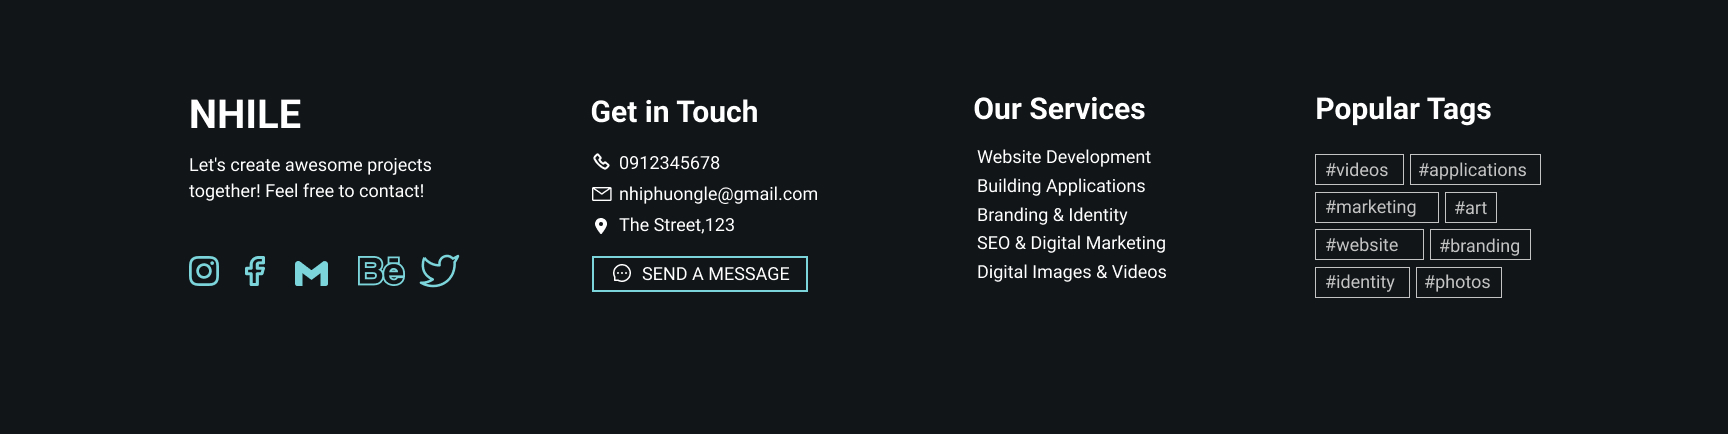 NHILE
Let's create awesome projects
together! Feel free to contact!
Get in Touch
0912345678
nhiphuongle@gmail.com
The Street,123
SEND A MESSAGE
Our Services
Website Development
Building Applications
Branding & Identity
SEO & Digital Marketing
Digital Images & Videos
Popular Tags
#videos #applications
#marketing #art
#website #branding
#identity #photos